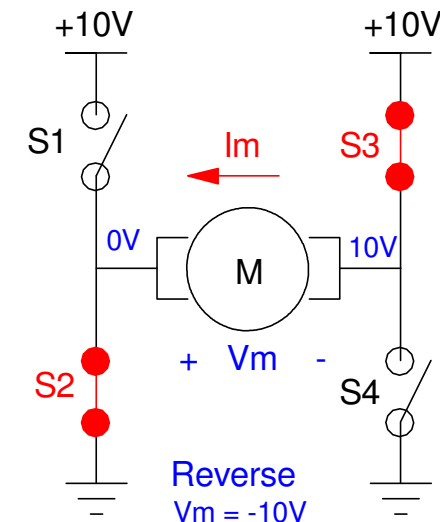 +10V +10V
S1 Im S3
0V 10V
M
+ Vm -
S2 S4
Reverse
Vm = -10V